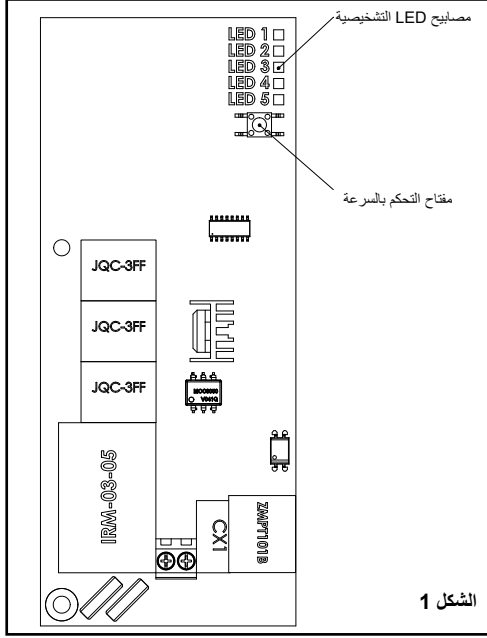 مصابيح LED التشخيصية
LED 1
LED 2
LED 3
LED 4
LED 5
مفتاح التحكم بالسرعة
JQC-3FF
JQC-3FF
JQC-3FF
IRM-03-05
CX1
ZMPT101B
الشكل 1